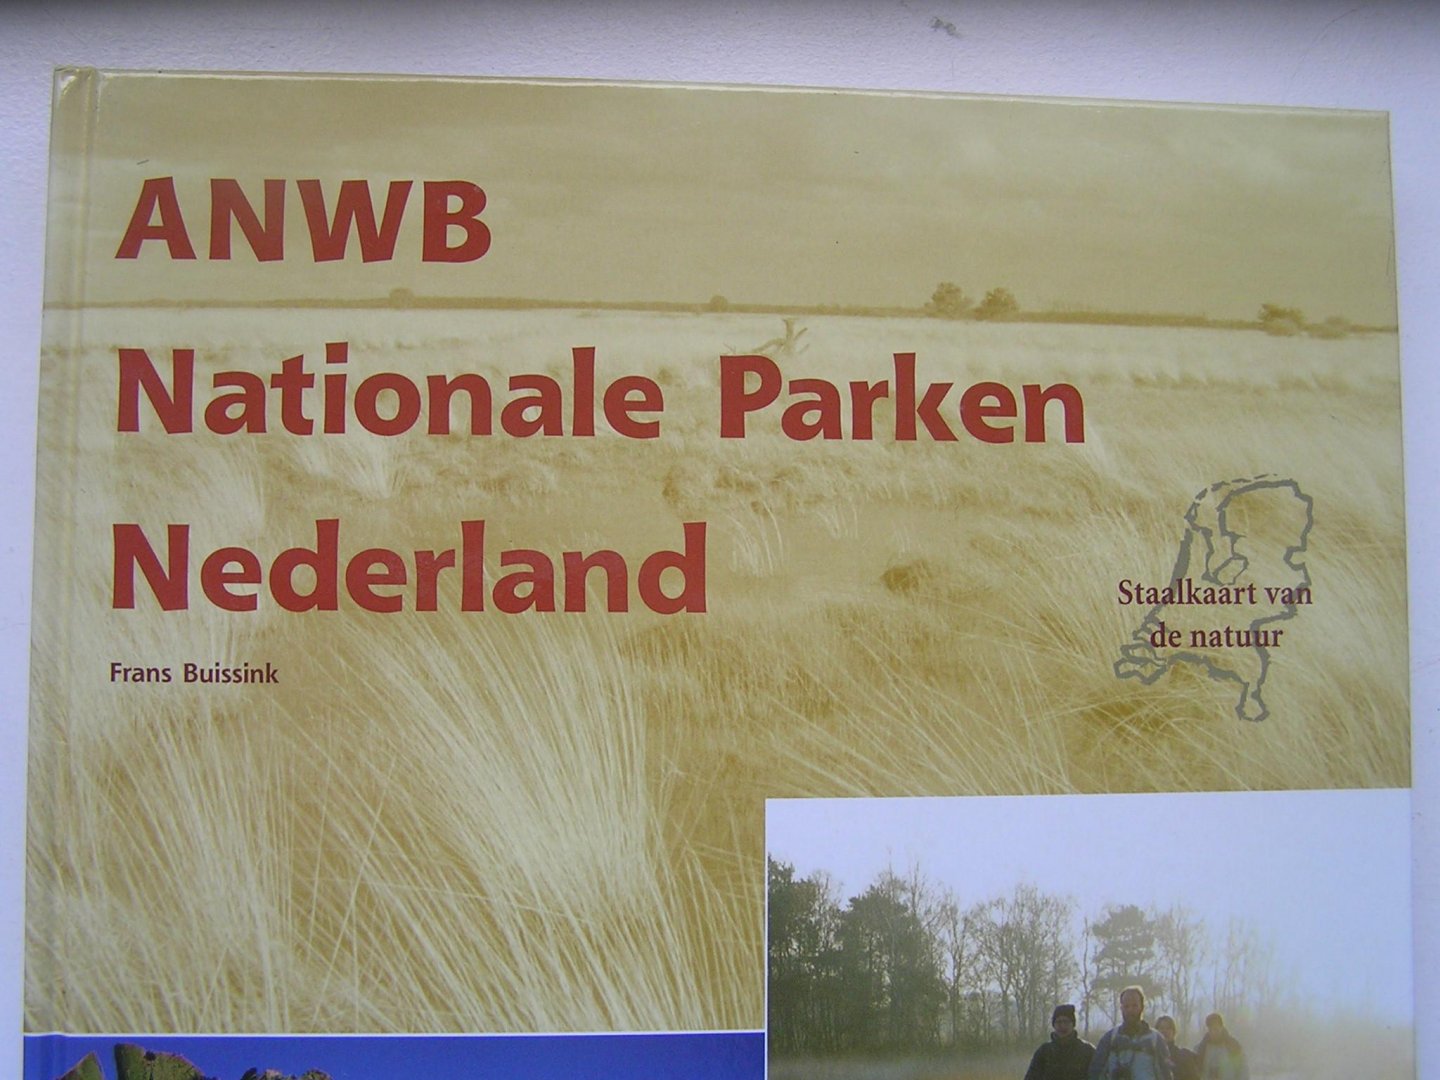 ANWB
Nationale Parken
Nederland
Frans Buissink
Staalkaart van
de natuur